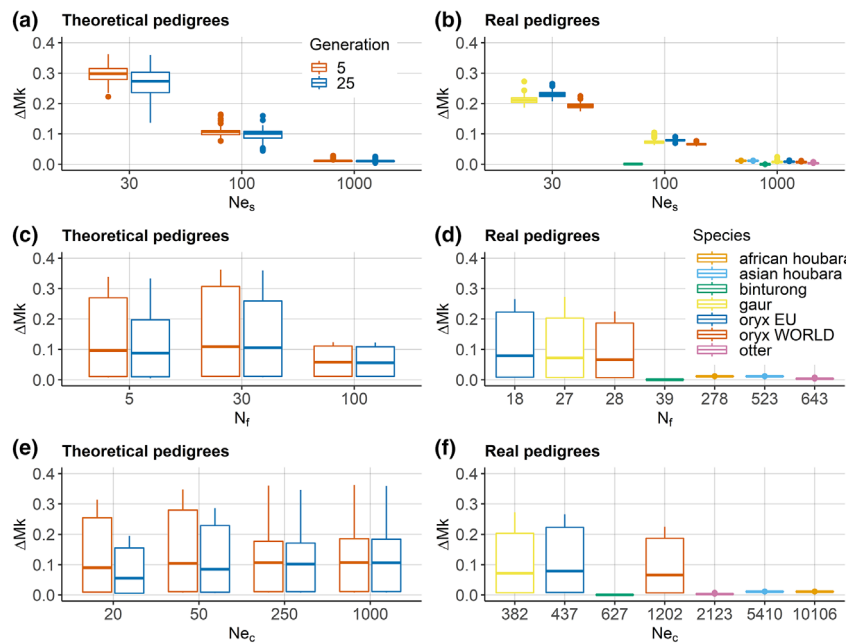 (a) Theoretical pedigrees
Generation
5
25
ΔMk
0.4
0.3
0.2
0.1
0.0
30 100 1000
Neₛ
(b) Real pedigrees
ΔMk
0.4
0.3
0.2
0.1
0.0
30 100 1000
Neₛ
(c) Theoretical pedigrees
ΔMk
0.4
0.3
0.2
0.1
0.0
5 30 100
N_f
(d) Real pedigrees
Species
african houbara
asian houbara
binturong
gaur
oryx EU
oryx WORLD
otter
ΔMk
0.4
0.3
0.2
0.1
0.0
18 27 28 39 278 523 643
N_f
(e) Theoretical pedigrees
ΔMk
0.4
0.3
0.2
0.1
0.0
20 50 250 1000
Ne_c
(f) Real pedigrees
ΔMk
0.4
0.3
0.2
0.1
0.0
382 437 627 1202 2123 5410 10106
Ne_c